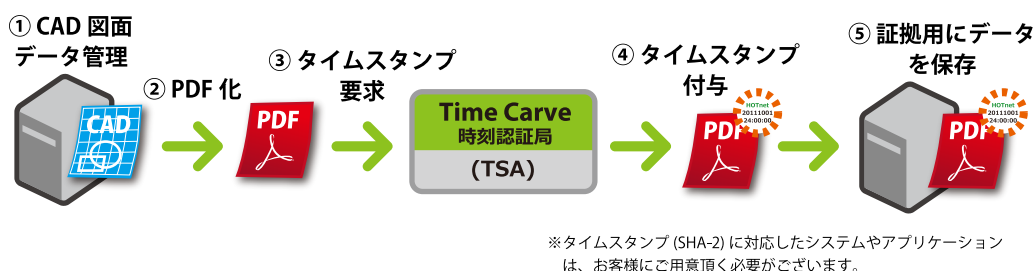 ① CAD 図面
データ管理
CAD
② PDF 化
PDF
③ タイムスタンプ
要求
Time Carve
時刻認証局
(TSA)
④ タイムスタンプ
付与
HOTnet
20111001
24:00:00
PDF
⑤ 証拠用にデータ
を保存
HOTnet
20111001
24:00:00
PDF
※タイムスタンプ (SHA-2) に対応したシステムやアプリケーション
は、お客様にご用意頂く必要がございます。